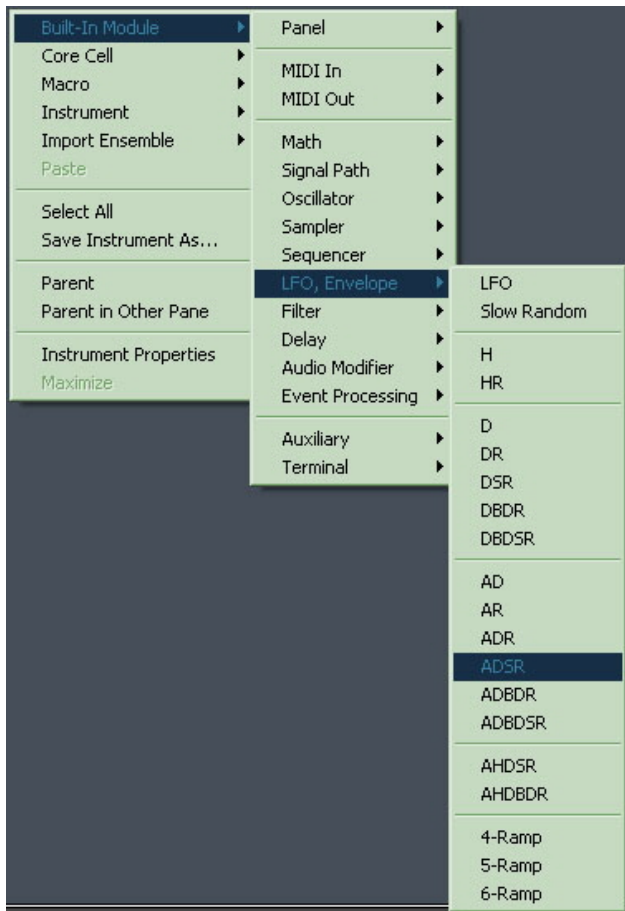 Built-In Module
Core Cell
Macro
Instrument
Import Ensemble
Paste
Select All
Save Instrument As...
Parent
Parent in Other Pane
Instrument Properties
Maximize
Panel
MIDI In
MIDI Out
Math
Signal Path
Oscillator
Sampler
Sequencer
LFO, Envelope
Filter
Delay
Audio Modifier
Event Processing
Auxiliary
Terminal
LFO
Slow Random
H
HR
D
DR
DSR
DBDR
DBDSR
AD
AR
ADR
ADSR
ADBDR
ADBDSR
AHDSR
AHDBDR
4-Ramp
5-Ramp
6-Ramp